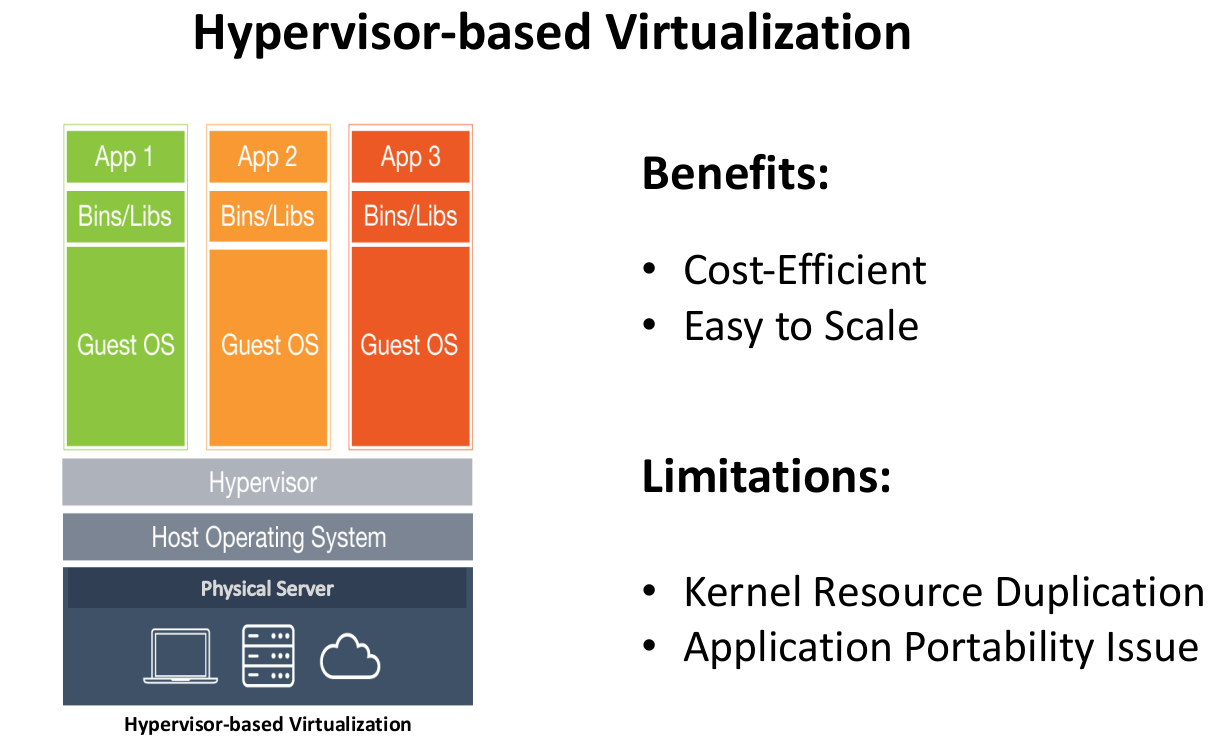 Hypervisor-based Virtualization
App 1
App 2
App 3
Bins/Libs
Bins/Libs
Bins/Libs
Guest OS
Guest OS
Guest OS
Hypervisor
Host Operating System
Physical Server
Hypervisor-based Virtualization
Benefits:
• Cost-Efficient
• Easy to Scale
Limitations:
• Kernel Resource Duplication
• Application Portability Issue